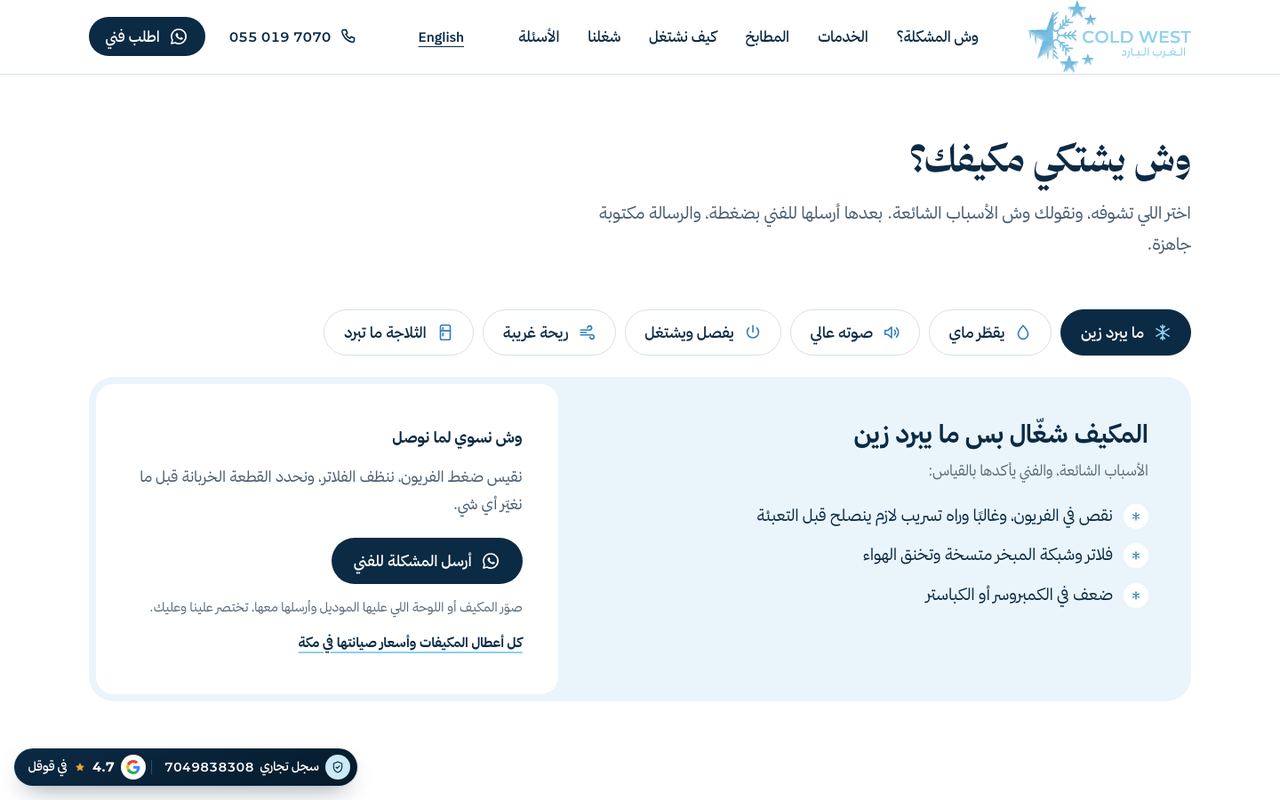 COLD WEST
الغرب البارد
وش المشكلة؟
الخدمات
المطابخ
كيف نشتغل
شغلنا
الأسئلة
English
055 019 7070
اطلب فني
وش يشتكي مكيفك؟
اختر اللي تشوفه، ونقولك وش الأسباب الشائعة. بعدها أرسلها للفني بضغطة، والرسالة مكتوبة
جاهزة.
ما يبرد زين
يقطّر ماي
صوته عالي
يفصل ويشتغل
ريحة غريبة
الثلاجة ما تبرد
المكيف شغّال بس ما يبرد زين
الأسباب الشائعة، والفني يأكدها بالقياس:
نقص في الفريون، وغالبًا وراه تسريب لازم ينصلح قبل التعبئة
فلاتر وشبكة المبخر متسخة وتخنق الهواء
ضعف في الكمبروسر أو الكباستر
وش نسوي لما نوصل
نقيس ضغط الفريون، ننظف الفلاتر، ونحدد القطعة الخربانة قبل ما
نغيّر أي شي.
أرسل المشكلة للفني
صوّر المكيف أو اللوحة اللي عليها الموديل وأرسلها معها، تختصر علينا وعليك.
كل أعطال المكيفات وأسعار صيانتها في مكة
سجل تجاري 7049838308
4.7 ★ في قوقل